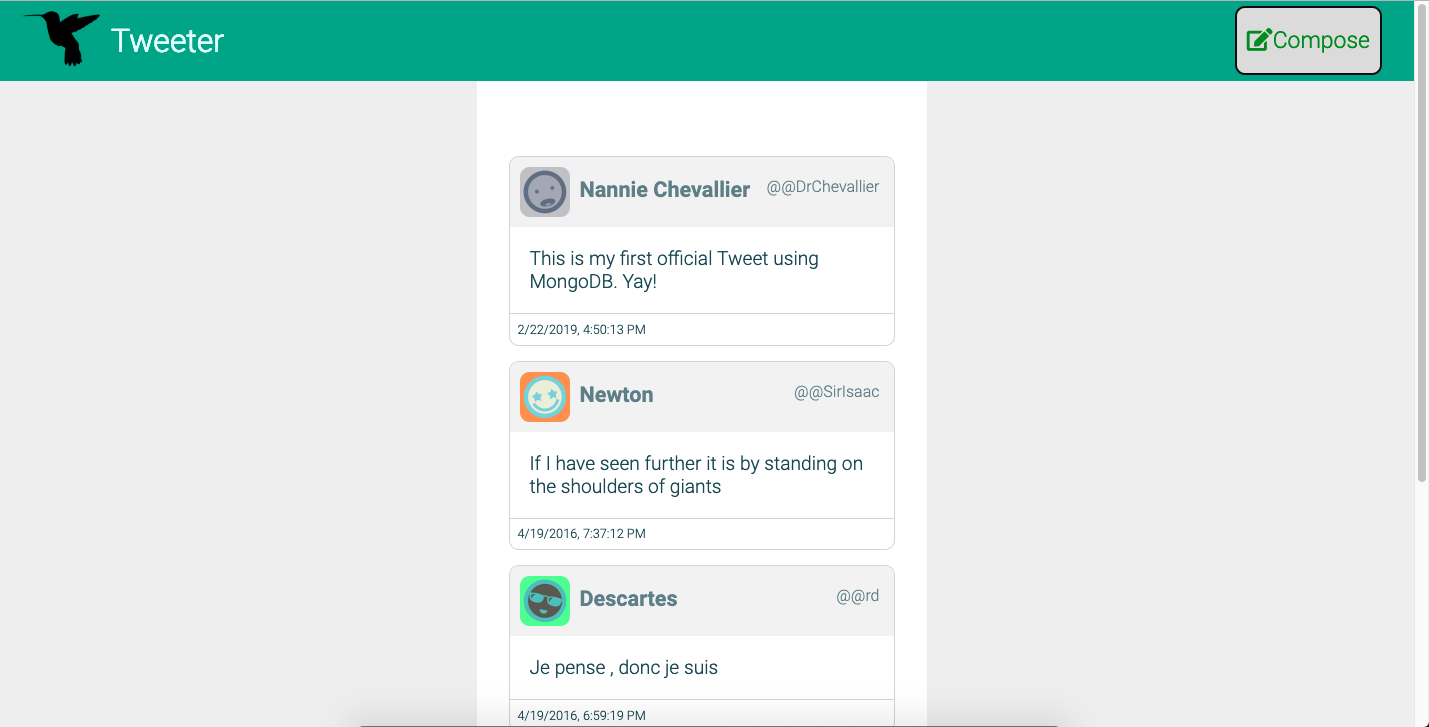 Tweeter
Compose
Nannie Chevallier @@DrChevallier
This is my first official Tweet using
MongoDB. Yay!
2/22/2019, 4:50:13 PM
Newton @@SirIsaac
If I have seen further it is by standing on
the shoulders of giants
4/19/2016, 7:37:12 PM
Descartes @@rd
Je pense , donc je suis
4/19/2016, 6:59:19 PM